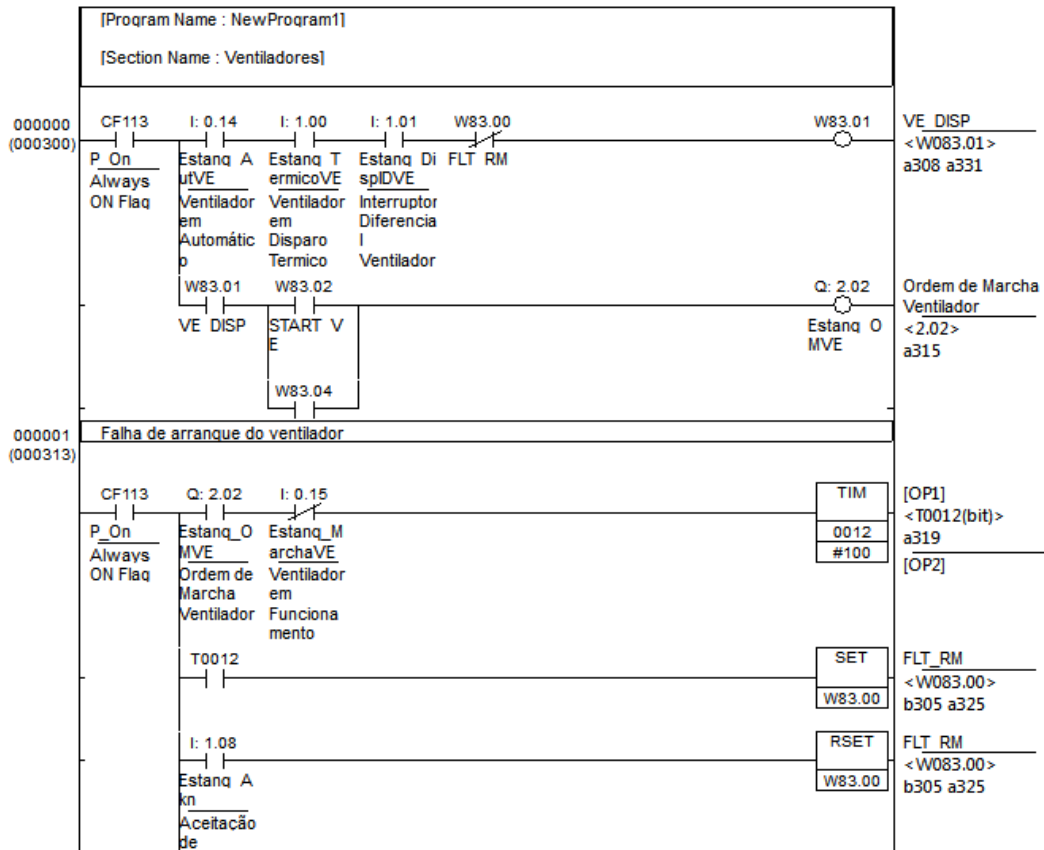 [Program Name : NewProgram1]
[Section Name : Ventiladores]
000000
(000300)
CF113 I: 0.14 I: 1.00 I: 1.01 W83.00 W83.01
P_On Estanq_A Estanq_T Estanq_Di FLT_RM
utVE ermicoVE spIDVE
Always Ventilador Ventilador Interruptor
ON Flag em em Diferencia
Automátic Disparo l
o Termico Ventilador
VE_DISP
<W083.01>
a308 a331
W83.01 W83.02 Q: 2.02
VE_DISP START_V Estanq_O
E MVE
Ordem de Marcha
Ventilador
<2.02>
a315
W83.04
000001
(000313)
Falha de arranque do ventilador
CF113 Q: 2.02 I: 0.15
P_On Estanq_O Estanq_M
MVE archaVE
Always Ordem de Ventilador
ON Flag Marcha em
Ventilador Funciona
mento
TIM
0012
#100
[OP1]
<T0012(bit)>
a319
[OP2]
T0012
SET
W83.00
FLT_RM
<W083.00>
b305 a325
I: 1.08
Estanq_A
kn
Aceitação
de
RSET
W83.00
FLT_RM
<W083.00>
b305 a325